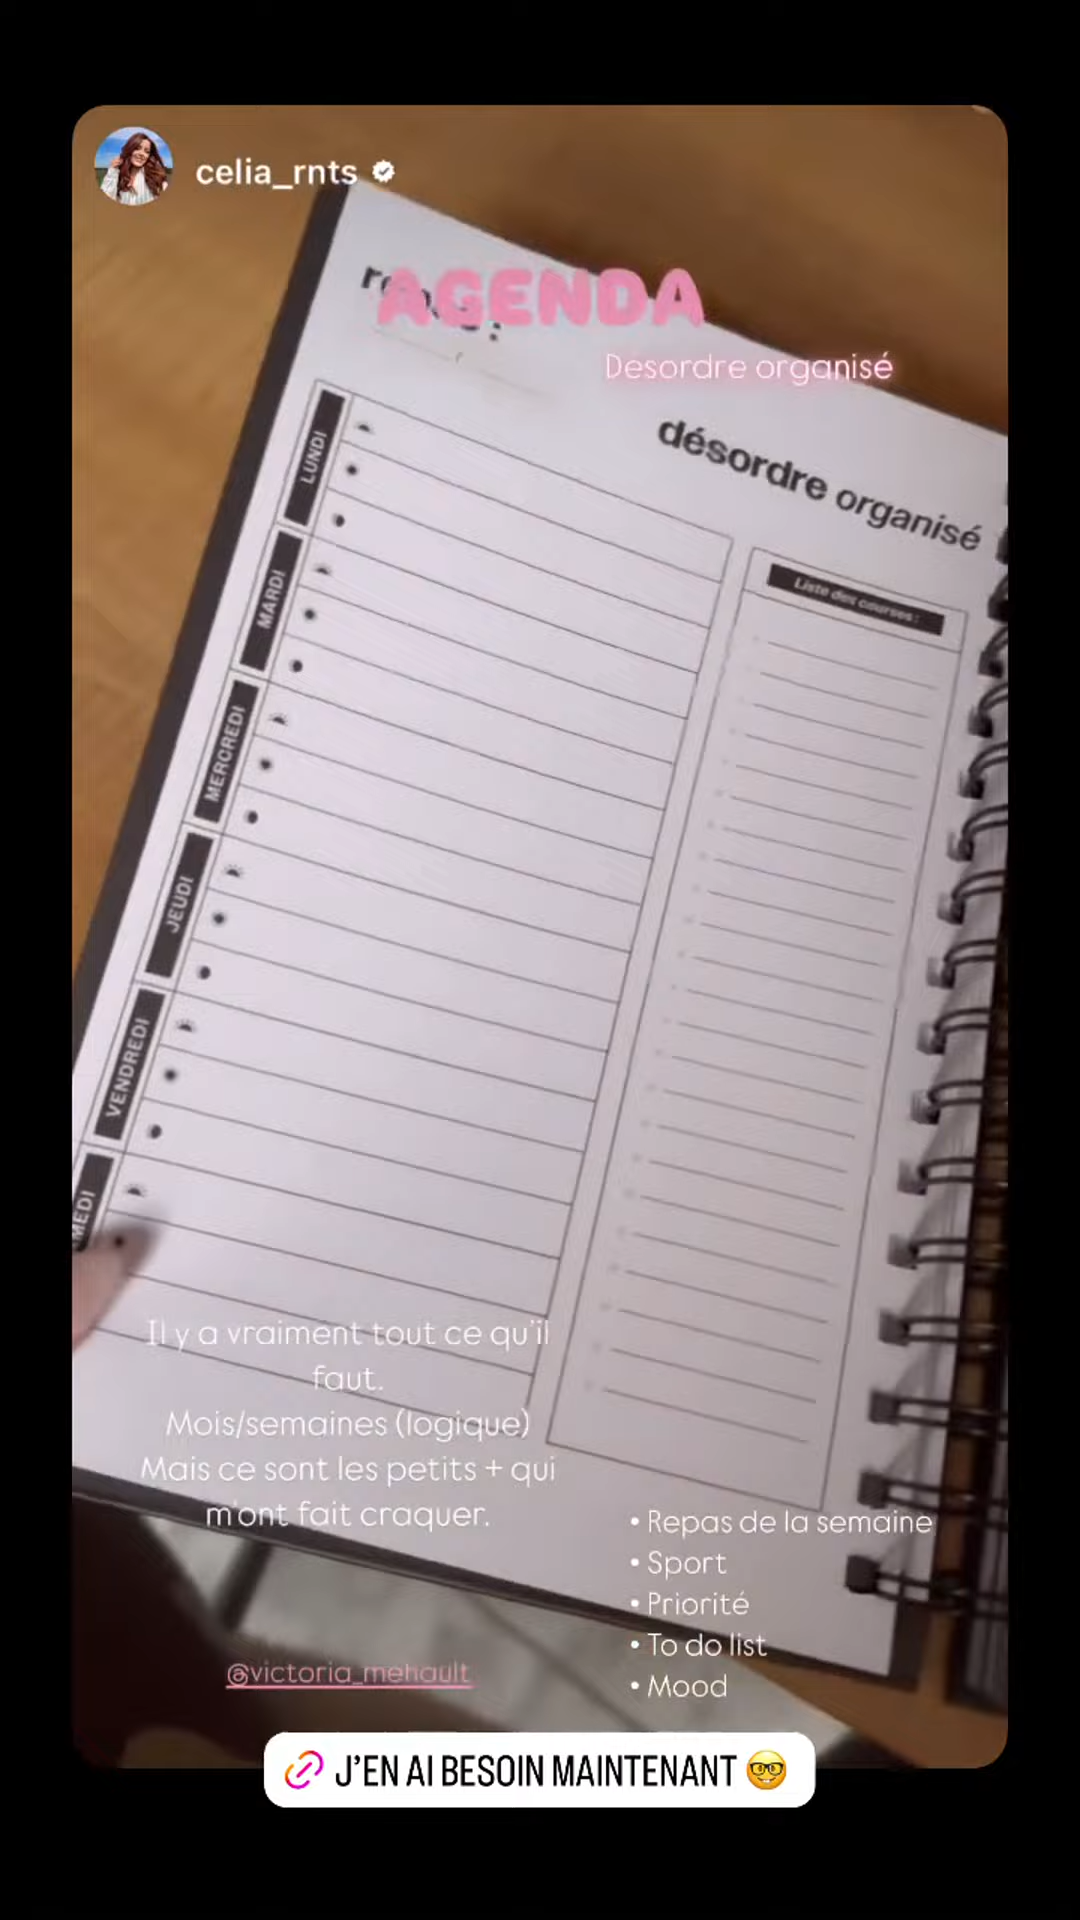 celia_rnts
AGENDA
Desordre organisé
désordre organisé
Liste des courses :
LUNDI
MARDI
MERCREDI
JEUDI
VENDREDI
MEDI
Il y a vraiment tout ce qu'il
faut.
Mois/semaines (logique)
Mais ce sont les petits + qui
m'ont fait craquer.
• Repas de la semaine
• Sport
• Priorité
• To do list
• Mood
@victoria_mehault
J'EN AI BESOIN MAINTENANT 🤓